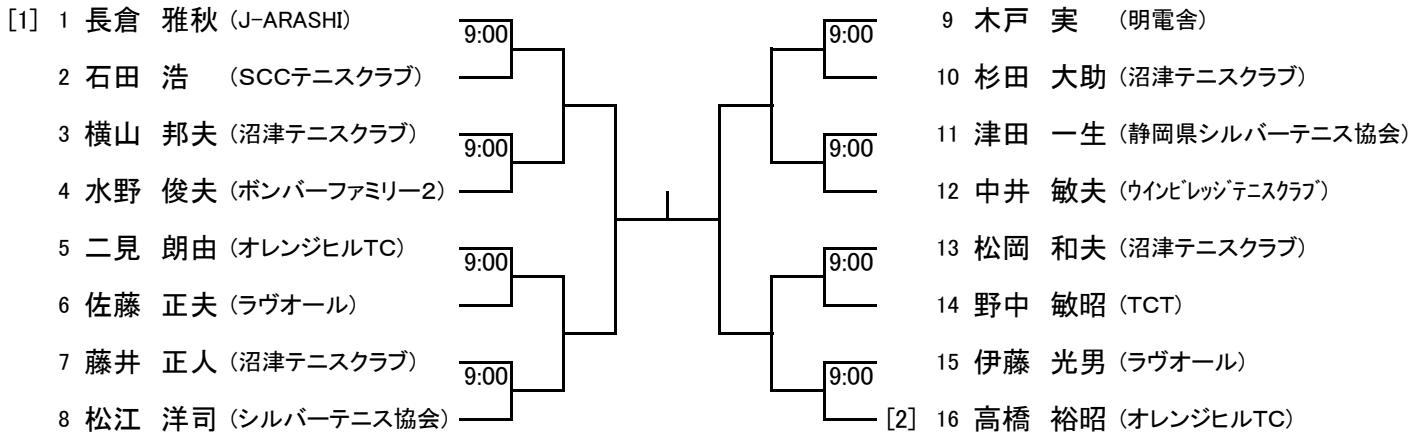 [1] 1 長倉 雅秋 (J-ARASHI)
9:00
2 石田 浩 (SCCテニスクラブ)
3 横山 邦夫 (沼津テニスクラブ)
9:00
4 水野 俊夫 (ボンバーファミリー2)
5 二見 朗由 (オレンジヒルTC)
9:00
6 佐藤 正夫 (ラヴオール)
7 藤井 正人 (沼津テニスクラブ)
9:00
8 松江 洋司 (シルバーテニス協会)
9 木戸 実 (明電舎)
9:00
10 杉田 大助 (沼津テニスクラブ)
11 津田 一生 (静岡県シルバーテニス協会)
9:00
12 中井 敏夫 (ウインビレッジテニスクラブ)
13 松岡 和夫 (沼津テニスクラブ)
9:00
14 野中 敏昭 (TCT)
15 伊藤 光男 (ラヴオール)
9:00
[2] 16 高橋 裕昭 (オレンジヒルTC)